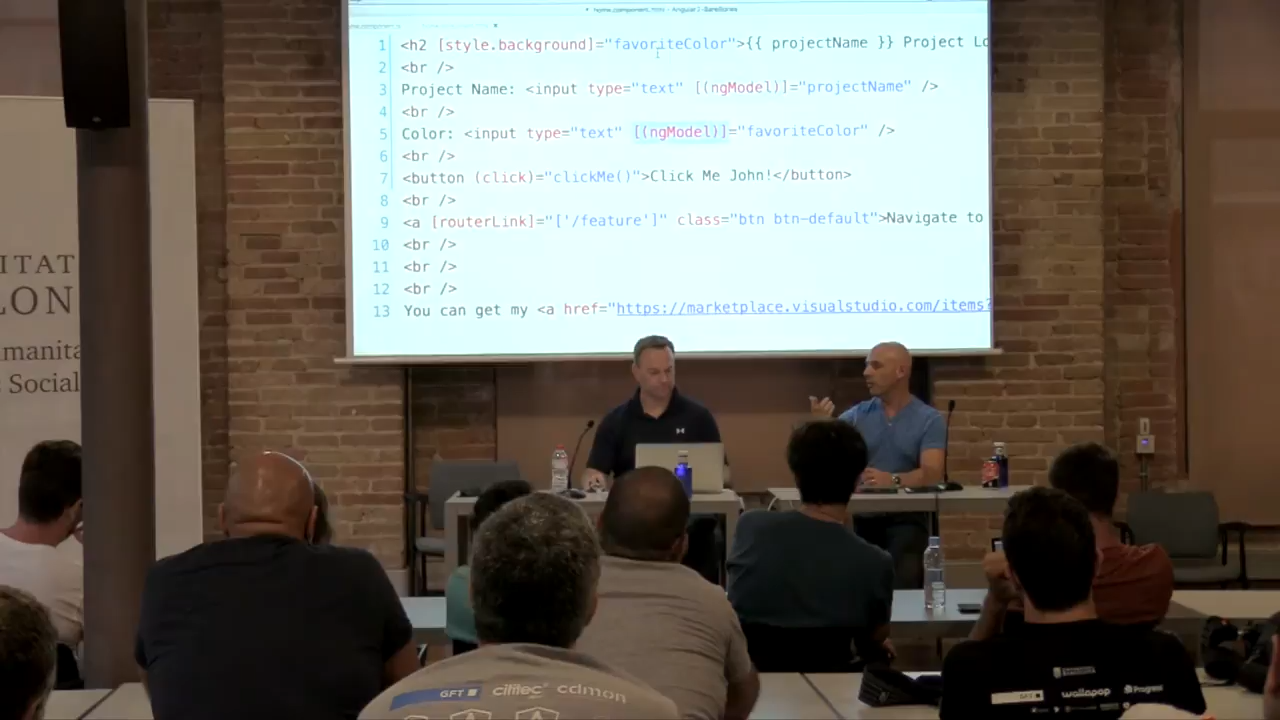 home.component.html - Angular2-BareBones
1 <h2 [style.background]="favoriteColor">{{ projectName }} Project Lo
2 <br />
3 Project Name: <input type="text" [(ngModel)]="projectName" />
4 <br />
5 Color: <input type="text" [(ngModel)]="favoriteColor" />
6 <br />
7 <button (click)="clickMe()">Click Me John!</button>
8 <br />
9 <a [routerLink]="['/feature']" class="btn btn-default">Navigate to
10 <br />
11 <br />
12 <br />
13 You can get my <a href="https://marketplace.visualstudio.com/items?
ITAT
LON
manita
s Social
GFT
cdmon
GFT wallapop Progress